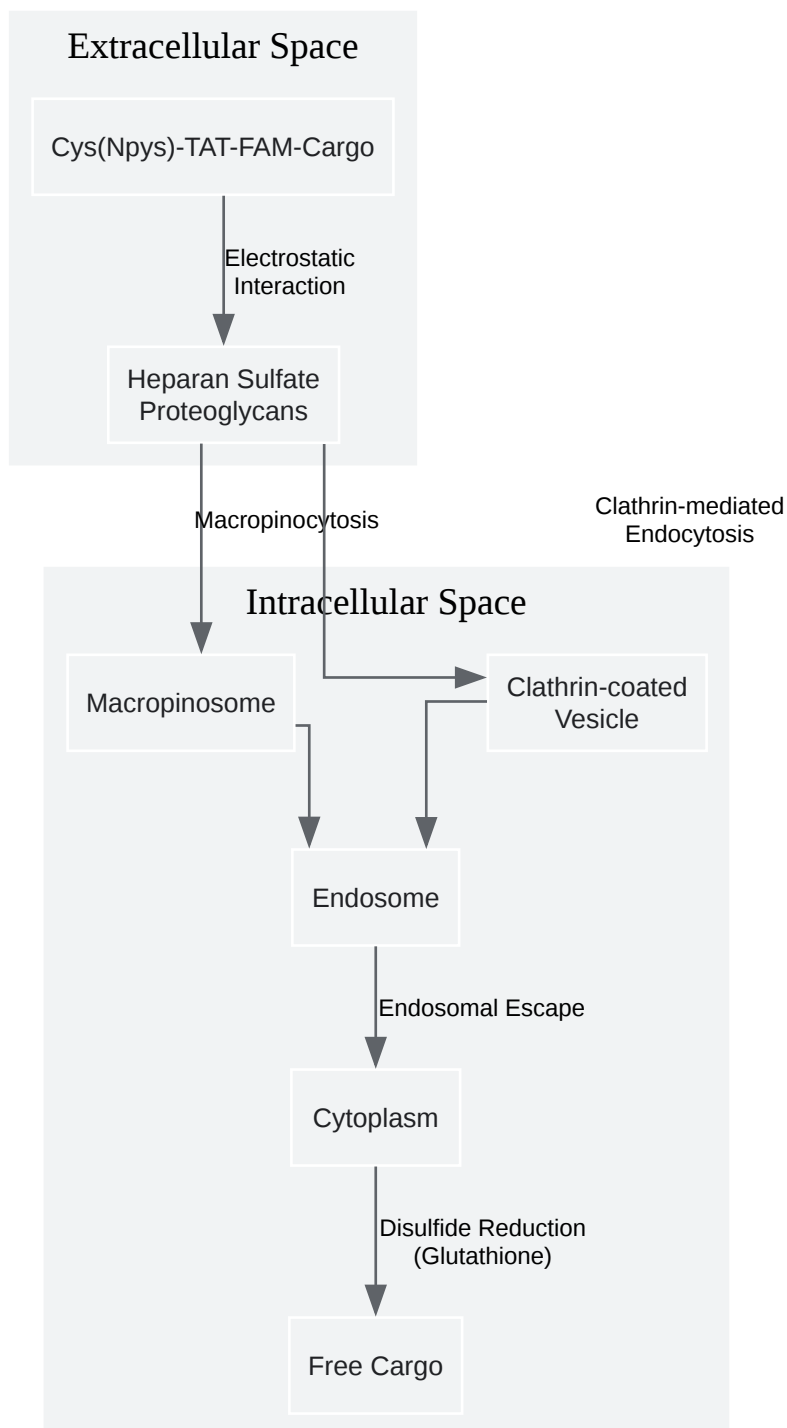 Extracellular Space
Cys(Npys)-TAT-FAM-Cargo
Electrostatic
Interaction
Heparan Sulfate
Proteoglycans
Macropinocytosis
Clathrin-mediated
Endocytosis
Intracellular Space
Macropinosome
Clathrin-coated
Vesicle
Endosome
Endosomal Escape
Cytoplasm
Disulfide Reduction
(Glutathione)
Free Cargo